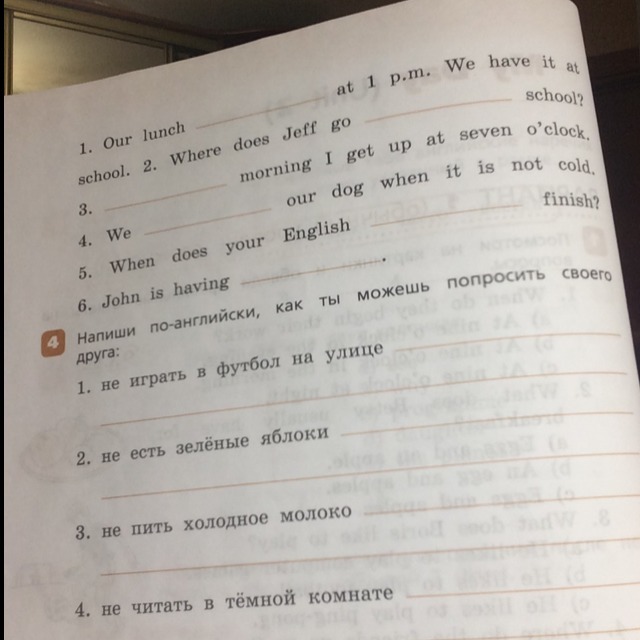 1. Our lunch at 1 p.m. We have it at
school. 2. Where does Jeff go school?
3. morning I get up at seven o'clock.
4. We our dog when it is not cold.
5. When does your English finish?
6. John is having .
4 Напиши по-английски, как ты можешь попросить своего
друга:
1. не играть в футбол на улице
2. не есть зелёные яблоки
3. не пить холодное молоко
4. не читать в тёмной комнате